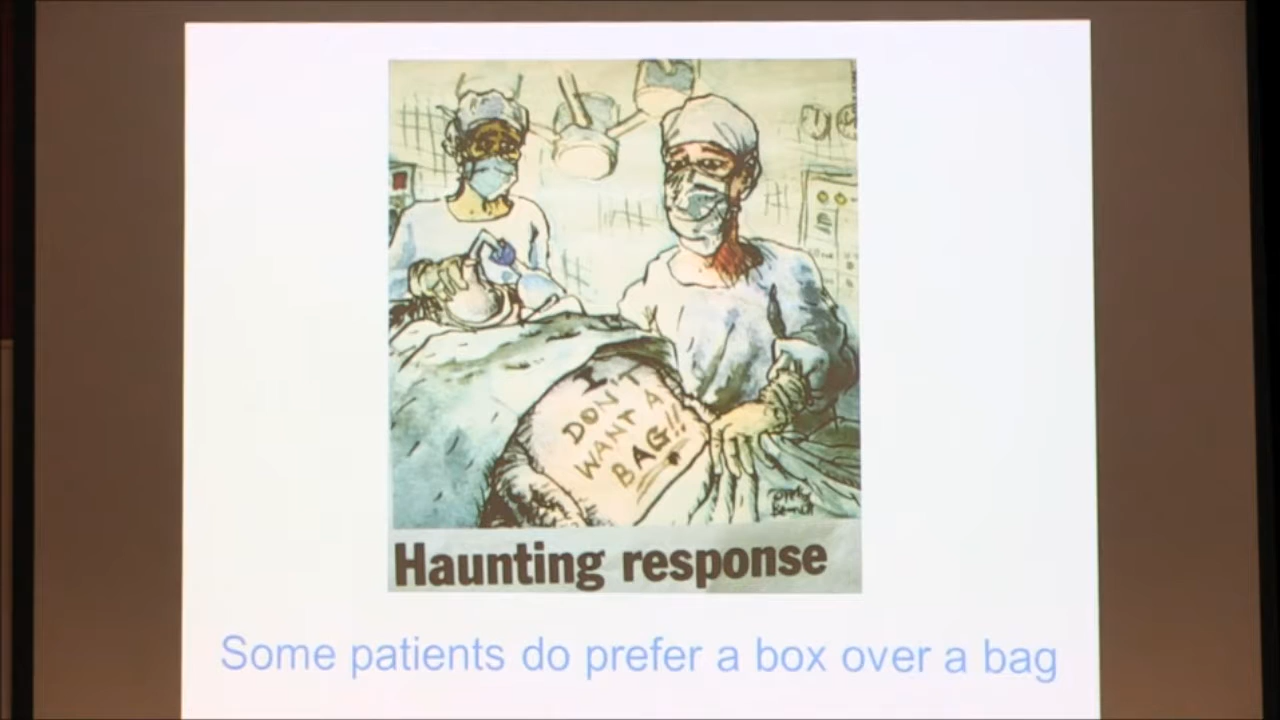 I DON'T
WANT A
BAG!!
Haunting response
Some patients do prefer a box over a bag